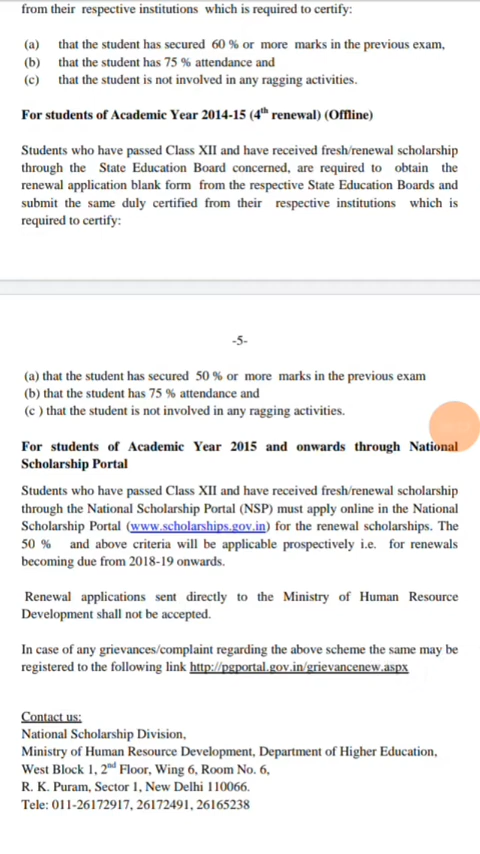 from their respective institutions which is required to certify:
(a) that the student has secured 60 % or more marks in the previous exam,
(b) that the student has 75 % attendance and
(c) that the student is not involved in any ragging activities.
For students of Academic Year 2014-15 (4th renewal) (Offline)
Students who have passed Class XII and have received fresh/renewal scholarship
through the State Education Board concerned, are required to obtain the
renewal application blank form from the respective State Education Boards and
submit the same duly certified from their respective institutions which is
required to certify:
-5-
(a) that the student has secured 50 % or more marks in the previous exam
(b) that the student has 75 % attendance and
(c ) that the student is not involved in any ragging activities.
For students of Academic Year 2015 and onwards through National
Scholarship Portal
Students who have passed Class XII and have received fresh/renewal scholarship
through the National Scholarship Portal (NSP) must apply online in the National
Scholarship Portal (www.scholarships.gov.in) for the renewal scholarships. The
50 % and above criteria will be applicable prospectively i.e. for renewals
becoming due from 2018-19 onwards.
Renewal applications sent directly to the Ministry of Human Resource
Development shall not be accepted.
In case of any grievances/complaint regarding the above scheme the same may be
registered to the following link http://pgportal.gov.in/grievancenew.aspx
Contact us:
National Scholarship Division,
Ministry of Human Resource Development, Department of Higher Education,
West Block 1, 2nd Floor, Wing 6, Room No. 6,
R. K. Puram, Sector 1, New Delhi 110066.
Tele: 011-26172917, 26172491, 26165238